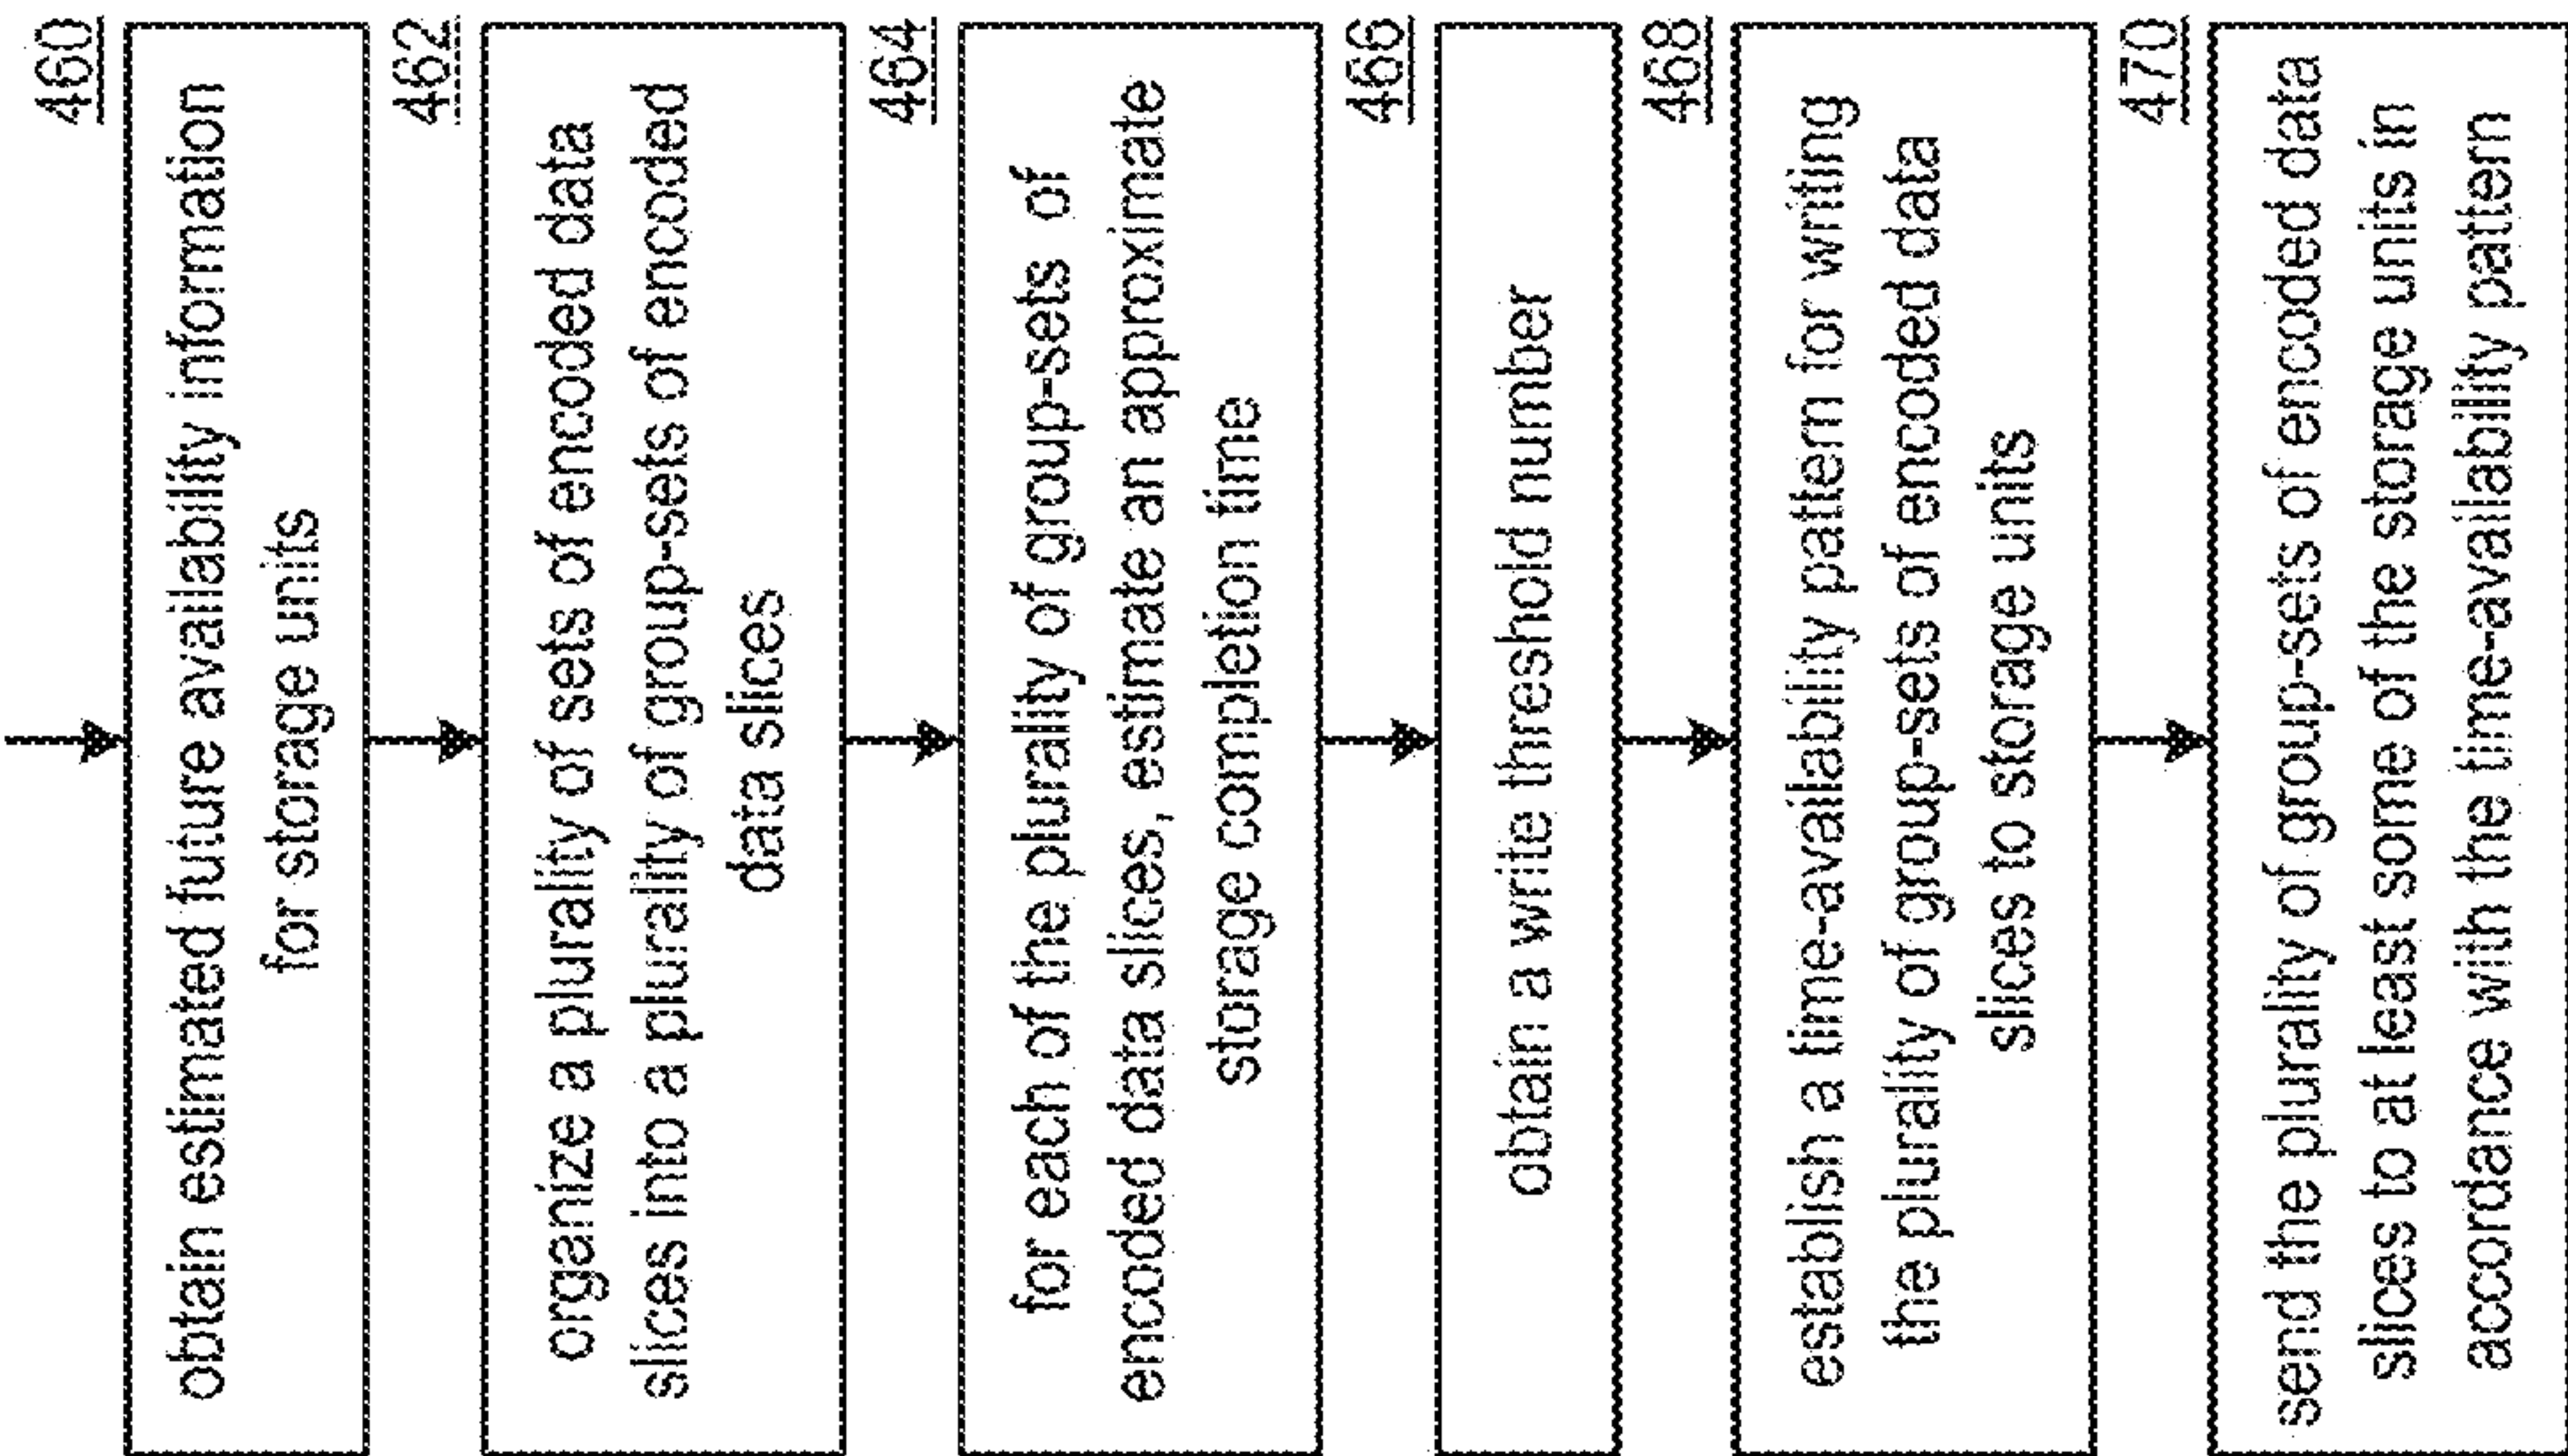 460
obtain estimated future availability information
for storage units
462
organize a plurality of sets of encoded data
slices into a plurality of group-sets of encoded
data slices
464
for each of the plurality of group-sets of
encoded data slices, estimate an approximate
storage completion time
466
obtain a write threshold number
468
establish a time-availability pattern for writing
the plurality of group-sets of encoded data
slices to storage units
470
send the plurality of group-sets of encoded data
slices to at least some of the storage units in
accordance with the time-availability pattern